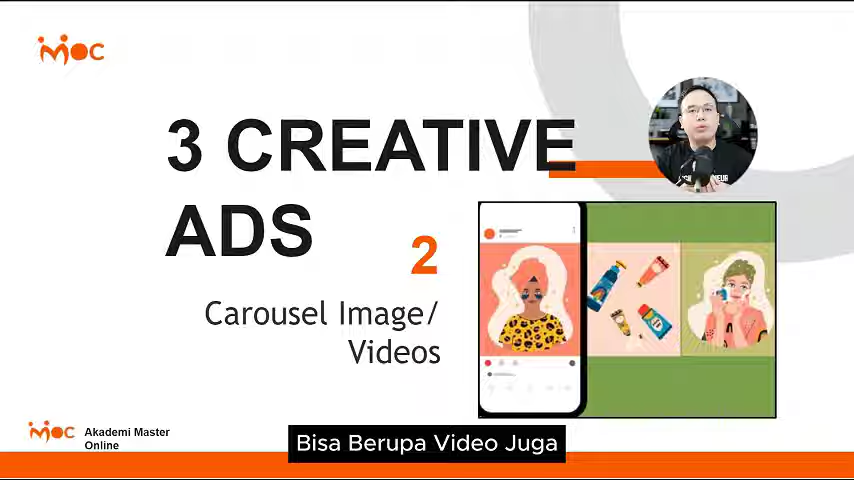 MOC
3 CREATIVE
ADS
2
Carousel Image/
Videos
MOC
Akademi Master
Online
Bisa Berupa Video Juga